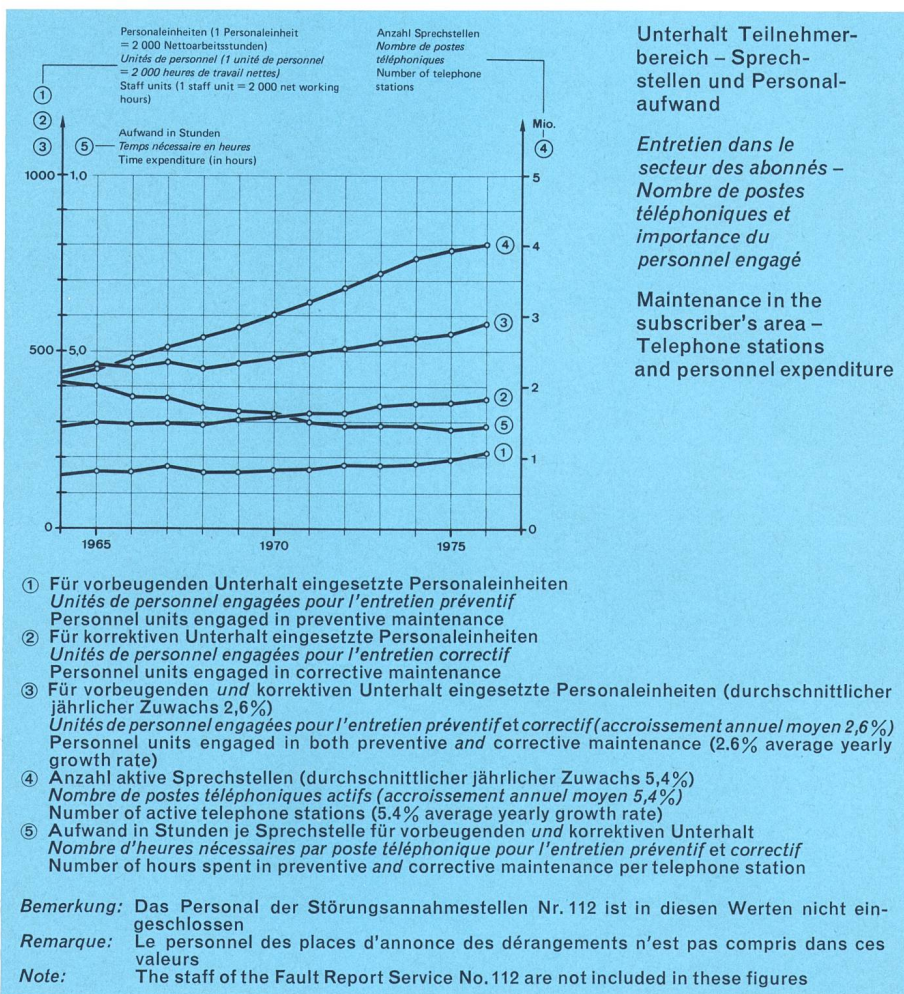 Personaleinheiten (1 Personaleinheit
= 2 000 Nettoarbeitsstunden)
Unités de personnel (1 unité de personnel
= 2 000 heures de travail nettes)
Staff units (1 staff unit = 2 000 net working
hours)
Anzahl Sprechstellen
Nombre de postes
téléphoniques
Number of telephone
stations
① 
②
③
⑤
Aufwand in Stunden
Temps nécessaire en heures
Time expenditure (in hours)
Mio.
④
1000
1,0
500
5,0
0
5
4
3
2
1
0
④
③
②
⑤
①
1965 1970 1975
Unterhalt Teilnehmer-
bereich – Sprech-
stellen und Personal-
aufwand
Entretien dans le
secteur des abonnés –
Nombre de postes
téléphoniques et
importance du
personnel engagé
Maintenance in the
subscriber's area –
Telephone stations
and personnel expenditure
① Für vorbeugenden Unterhalt eingesetzte Personaleinheiten
Unités de personnel engagées pour l'entretien préventif
Personnel units engaged in preventive maintenance
② Für korrektiven Unterhalt eingesetzte Personaleinheiten
Unités de personnel engagées pour l'entretien correctif
Personnel units engaged in corrective maintenance
③ Für vorbeugenden und korrektiven Unterhalt eingesetzte Personaleinheiten (durchschnittlicher
jährlicher Zuwachs 2,6%)
Unités de personnel engagées pour l'entretien préventif et correctif (accroissement annuel moyen 2,6%)
Personnel units engaged in both preventive and corrective maintenance (2.6% average yearly
growth rate)
④ Anzahl aktive Sprechstellen (durchschnittlicher jährlicher Zuwachs 5,4%)
Nombre de postes téléphoniques actifs (accroissement annuel moyen 5,4%)
Number of active telephone stations (5.4% average yearly growth rate)
⑤ Aufwand in Stunden je Sprechstelle für vorbeugenden und korrektiven Unterhalt
Nombre d'heures nécessaires par poste téléphonique pour l'entretien préventif et correctif
Number of hours spent in preventive and corrective maintenance per telephone station
Bemerkung: Das Personal der Störungsannahmestellen Nr. 112 ist in diesen Werten nicht ein-
geschlossen
Remarque: Le personnel des places d'annonce des dérangements n'est pas compris dans ces
valeurs
Note: The staff of the Fault Report Service No. 112 are not included in these figures